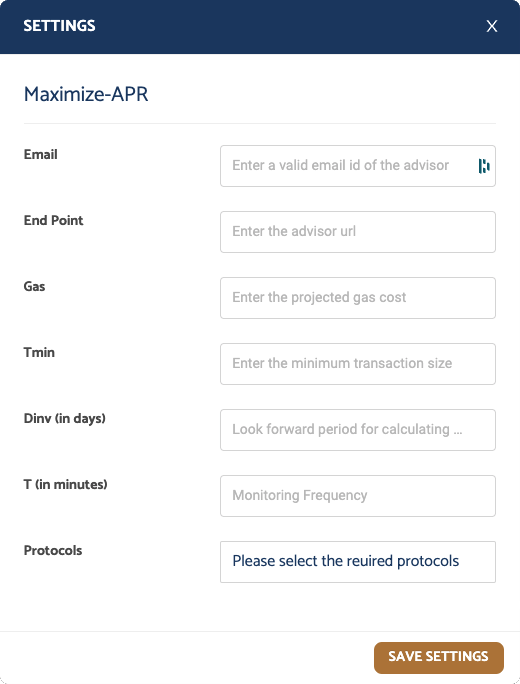 SETTINGS X
Maximize-APR
Email
Enter a valid email id of the advisor
End Point
Enter the advisor url
Gas
Enter the projected gas cost
Tmin
Enter the minimum transaction size
Dinv (in days)
Look forward period for calculating ...
T (in minutes)
Monitoring Frequency
Protocols
Please select the reuired protocols
SAVE SETTINGS